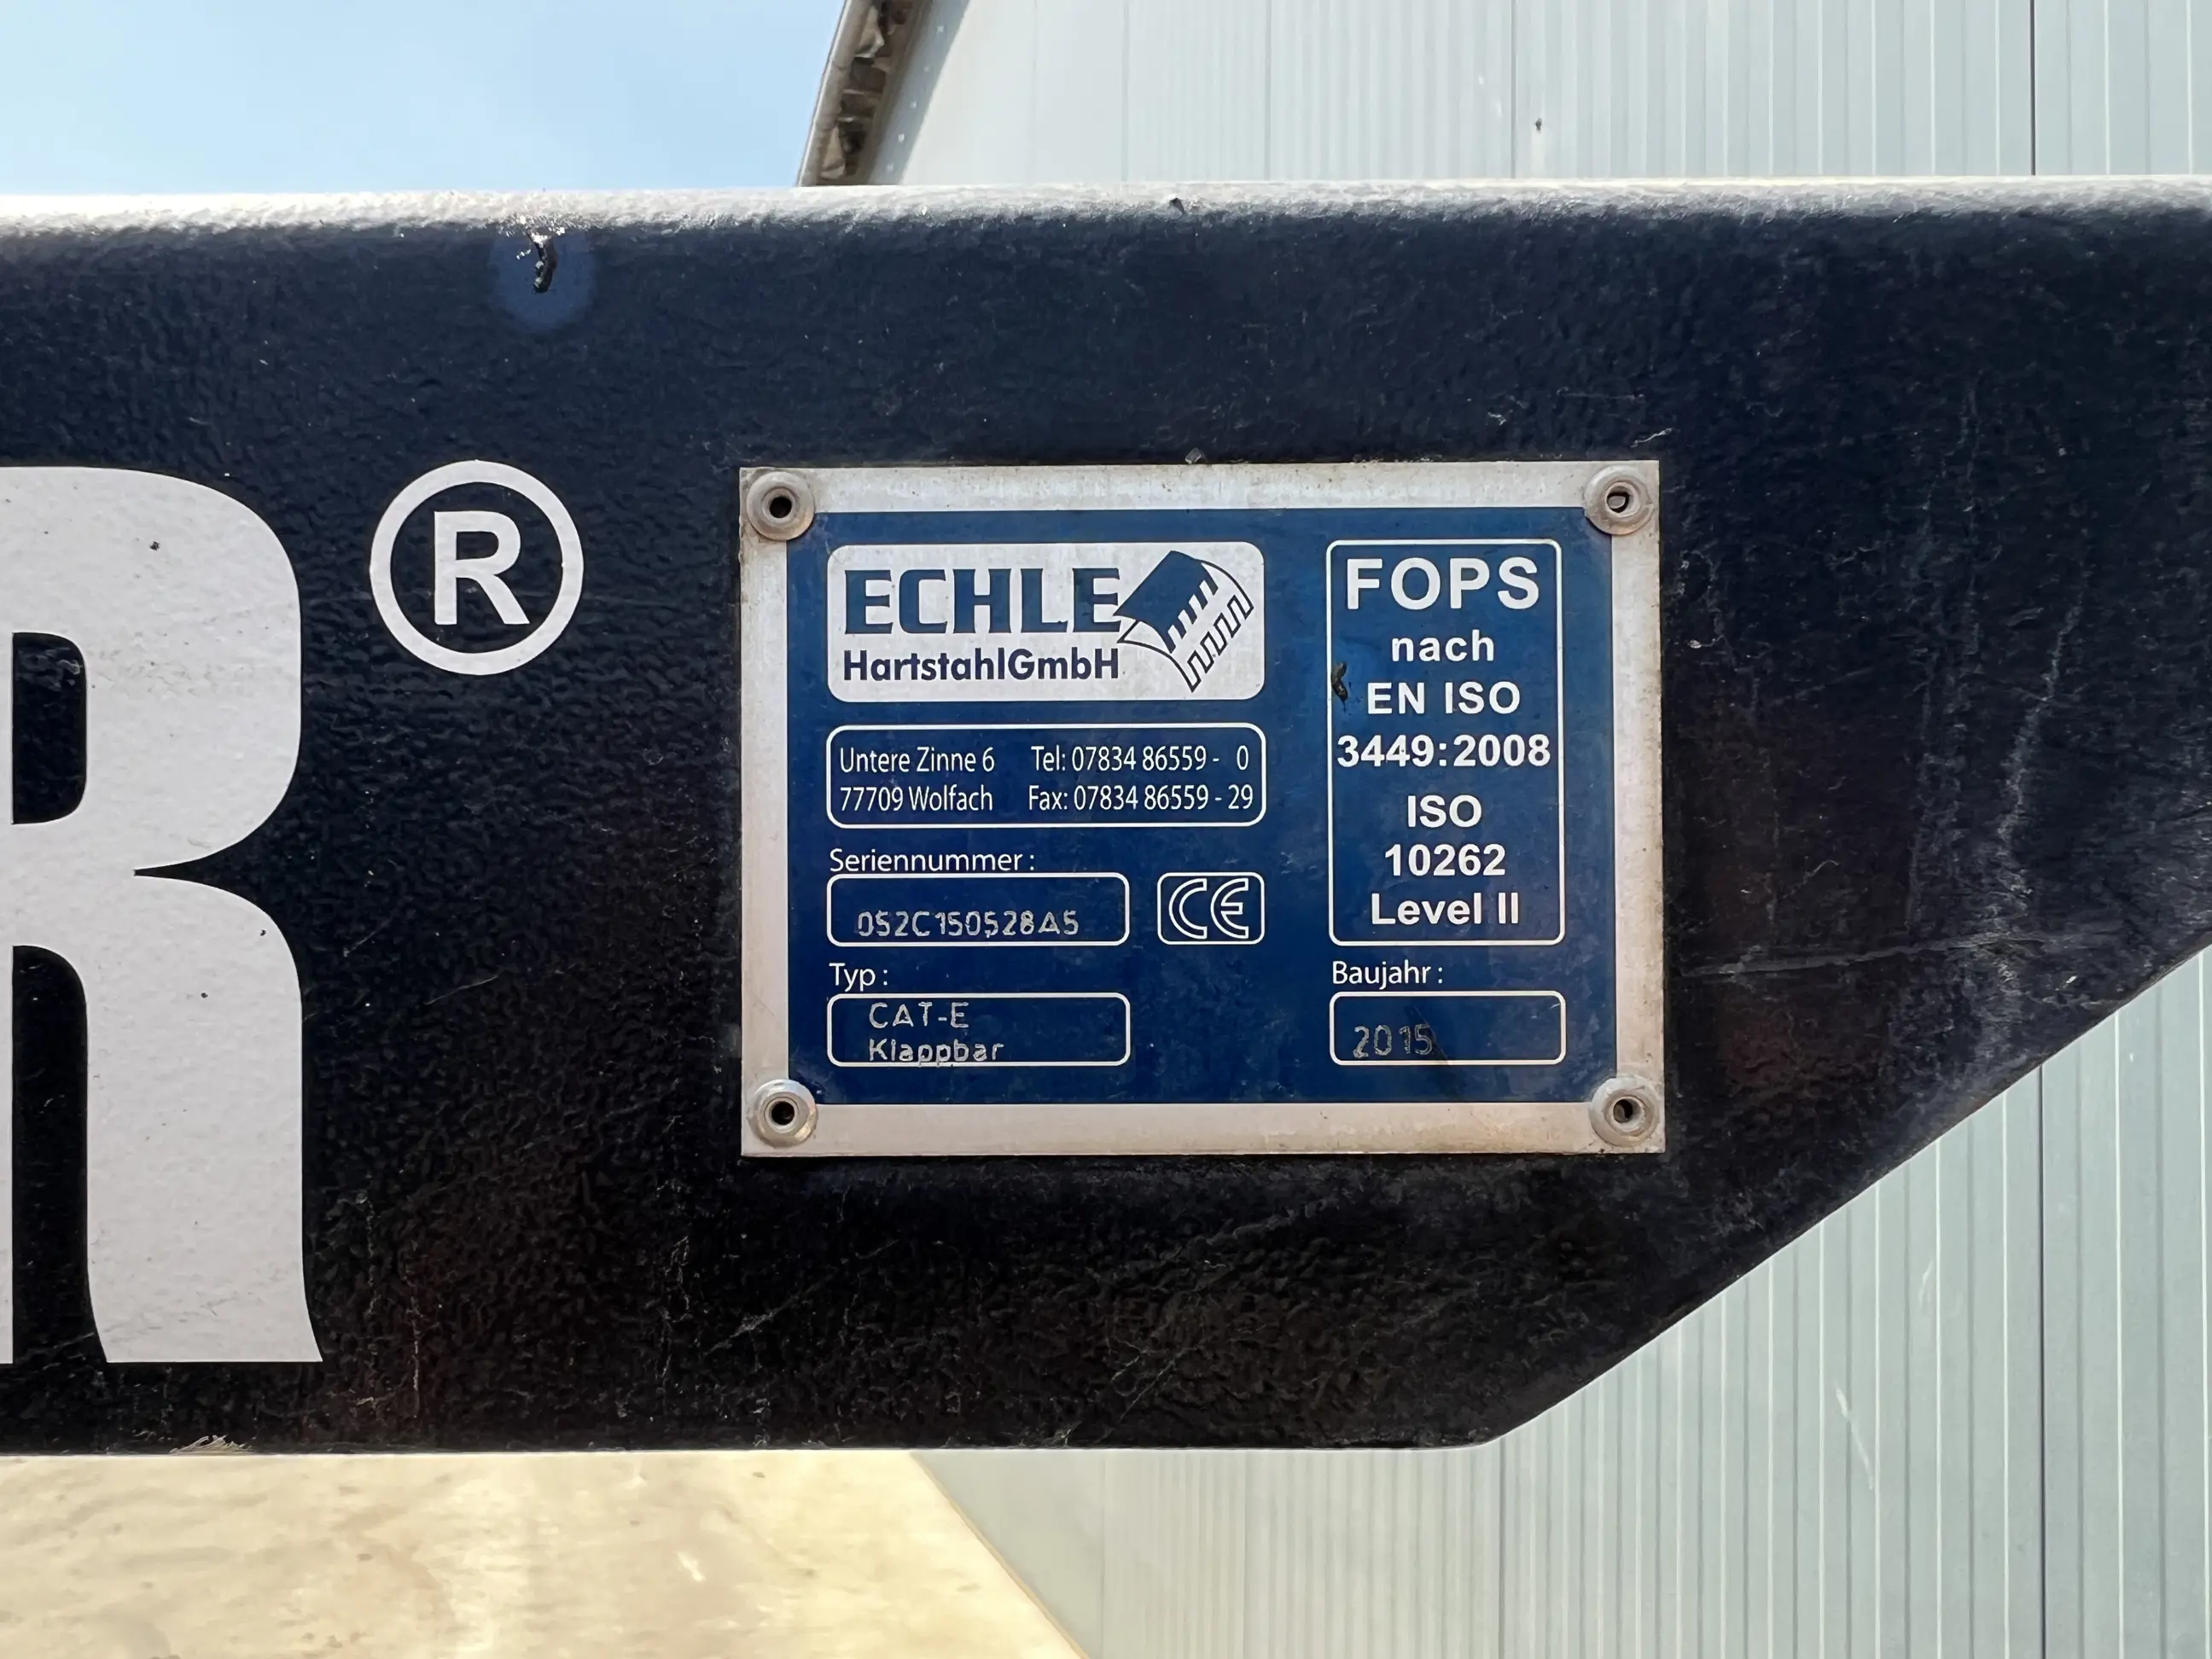 R®
ECHLE
HartstahlGmbH
Untere Zinne 6 Tel: 07834 86559 - 0
77709 Wolfach Fax: 07834 86559 - 29
Seriennummer :
052C150528A5
CE
Typ :
CAT-E
Klappbar
FOPS
nach
EN ISO
3449:2008
ISO
10262
Level II
Baujahr :
2015